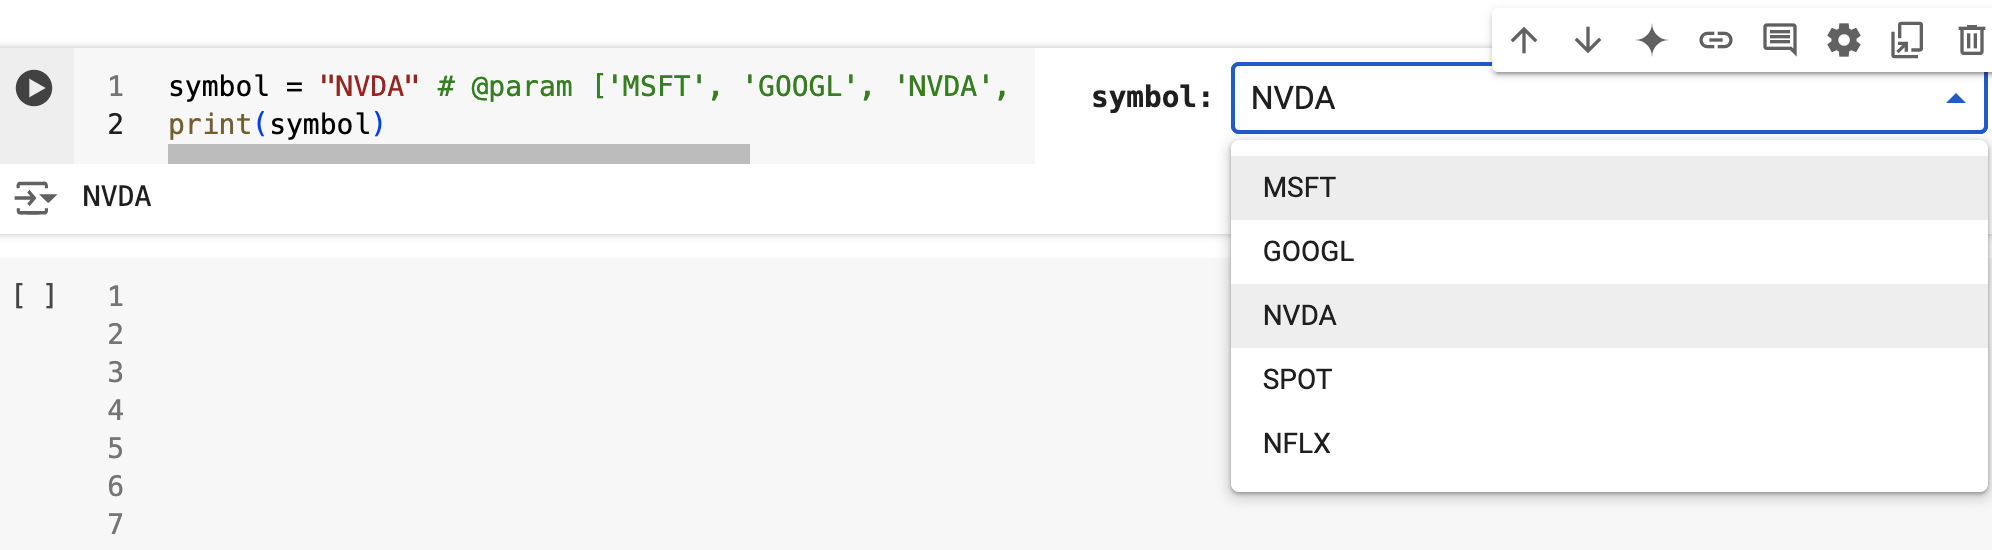 1 symbol = "NVDA" # @param ['MSFT', 'GOOGL', 'NVDA',
2 print(symbol)
NVDA
symbol: NVDA
MSFT
GOOGL
NVDA
SPOT
NFLX
[ ] 1
2
3
4
5
6
7